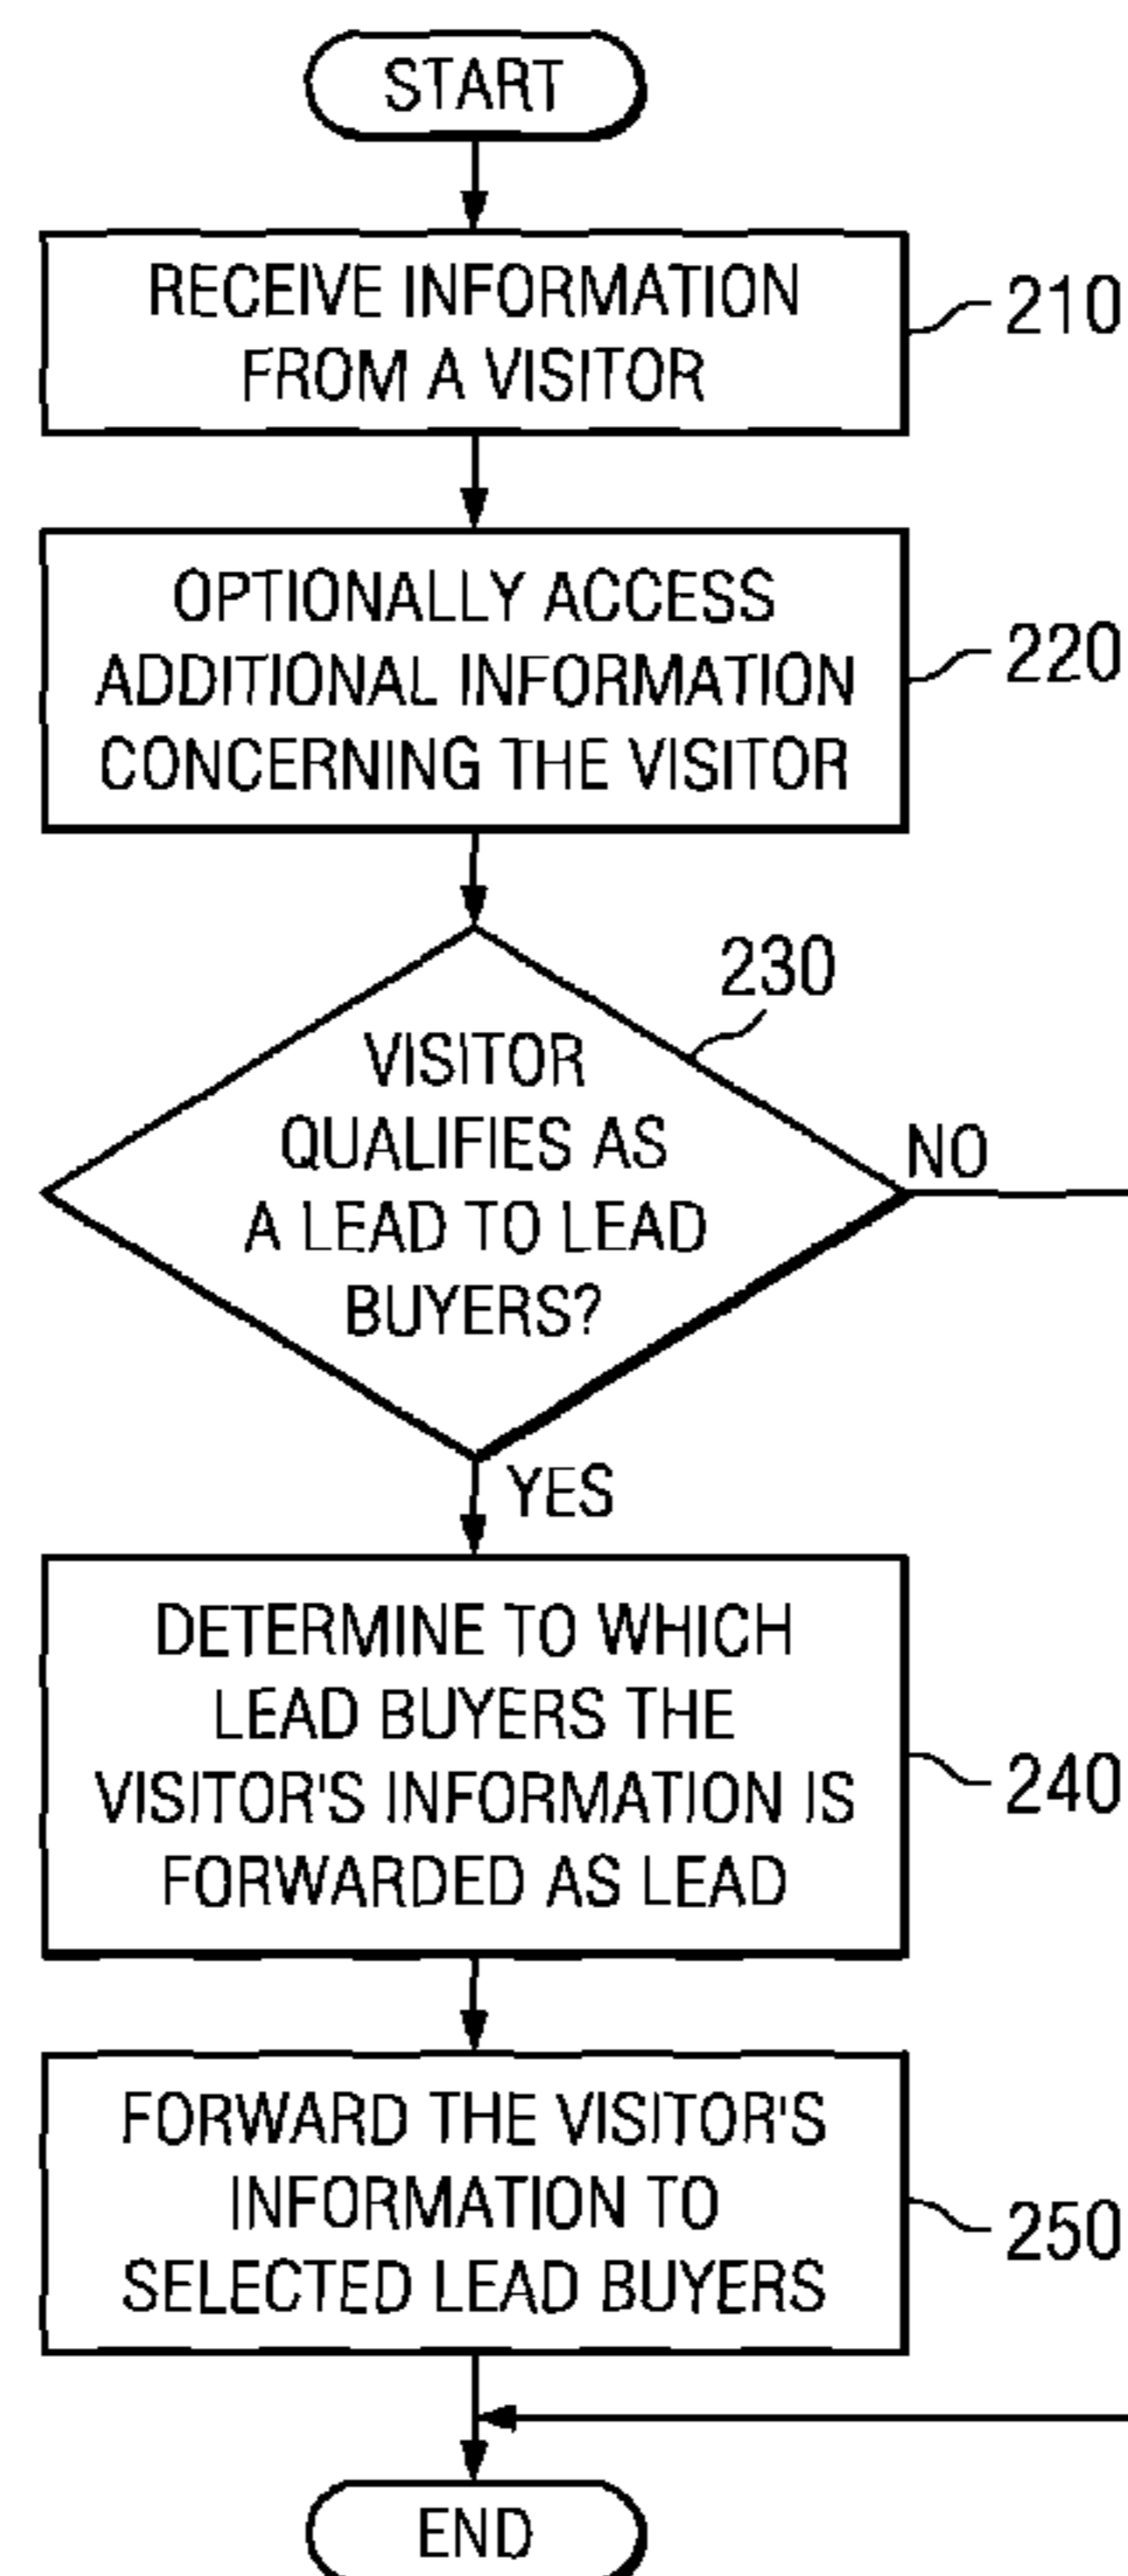 START
RECEIVE INFORMATION
FROM A VISITOR
210
OPTIONALLY ACCESS
ADDITIONAL INFORMATION
CONCERNING THE VISITOR
220
230
VISITOR
QUALIFIES AS
A LEAD TO LEAD
BUYERS?
NO
YES
DETERMINE TO WHICH
LEAD BUYERS THE
VISITOR'S INFORMATION IS
FORWARDED AS LEAD
240
FORWARD THE VISITOR'S
INFORMATION TO
SELECTED LEAD BUYERS
250
END